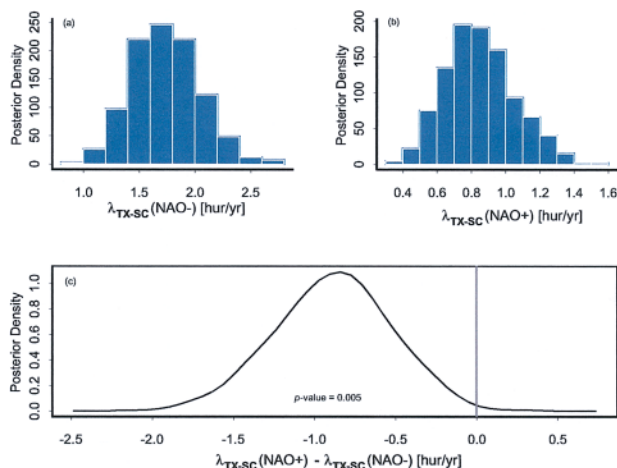 (a)
Posterior Density
250
200
150
100
50
0
1.0 1.5 2.0 2.5
λTX-SC(NAO-) [hur/yr]
(b)
Posterior Density
200
150
100
50
0
0.4 0.6 0.8 1.0 1.2 1.4 1.6
λTX-SC(NAO+) [hur/yr]
(c)
Posterior Density
1.0
0.8
0.6
0.4
0.2
0.0
p-value = 0.005
-2.5 -2.0 -1.5 -1.0 -0.5 0.0 0.5
λTX-SC(NAO+) - λTX-SC(NAO-) [hur/yr]